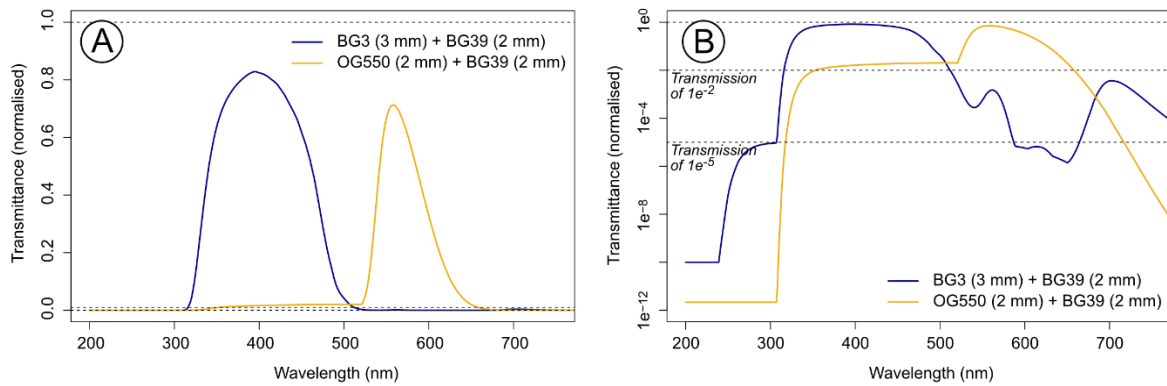 A
BG3 (3 mm) + BG39 (2 mm)
OG550 (2 mm) + BG39 (2 mm)
Transmittance (normalised)
1.0
0.8
0.6
0.4
0.2
0.0
200 300 400 500 600 700
Wavelength (nm)
B
Transmission
of 1e⁻²
Transmission
of 1e⁻⁵
BG3 (3 mm) + BG39 (2 mm)
OG550 (2 mm) + BG39 (2 mm)
Transmittance (normalised)
1e⁰
1e-4
1e-8
1e-12
200 300 400 500 600 700
Wavelength (nm)